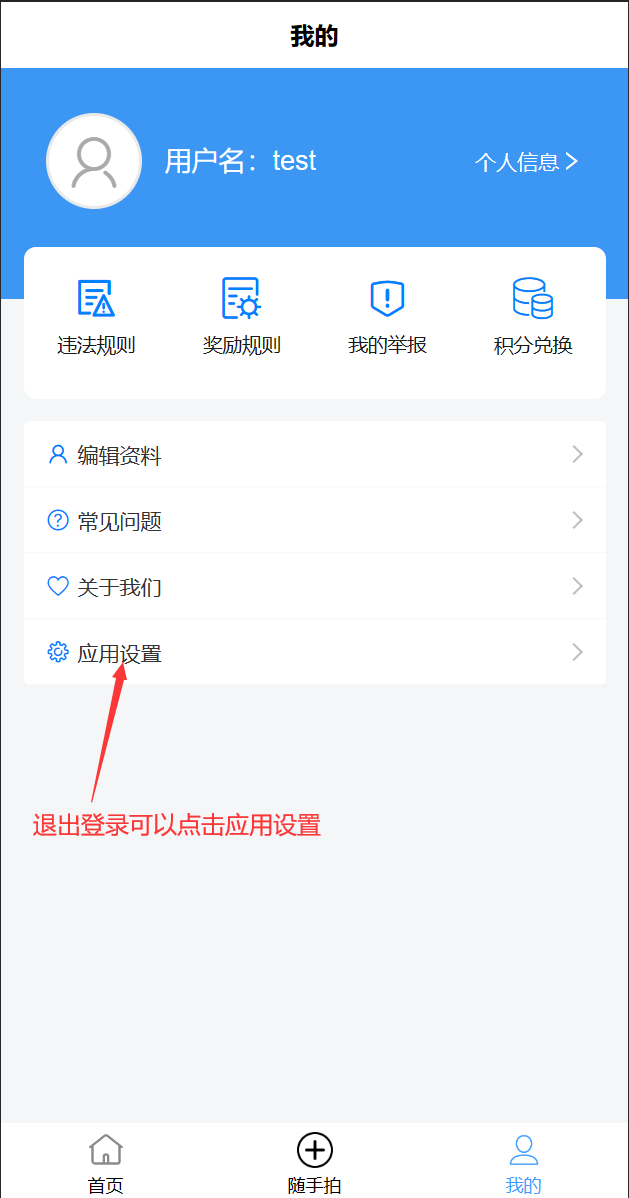 我的
用户名：test
个人信息
违法规则 奖励规则 我的举报 积分兑换
编辑资料
常见问题
关于我们
应用设置
退出登录可以点击应用设置
首页 随手拍 我的